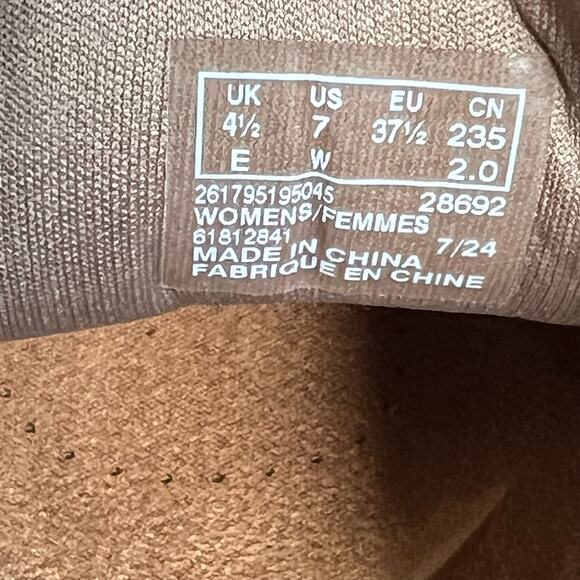 UK US EU CN
4½ 7 37½ 235
E W 2.0
261795195045 28692
WOMENS/FEMMES
61812841 7/24
MADE IN CHINA
FABRIQUE EN CHINE